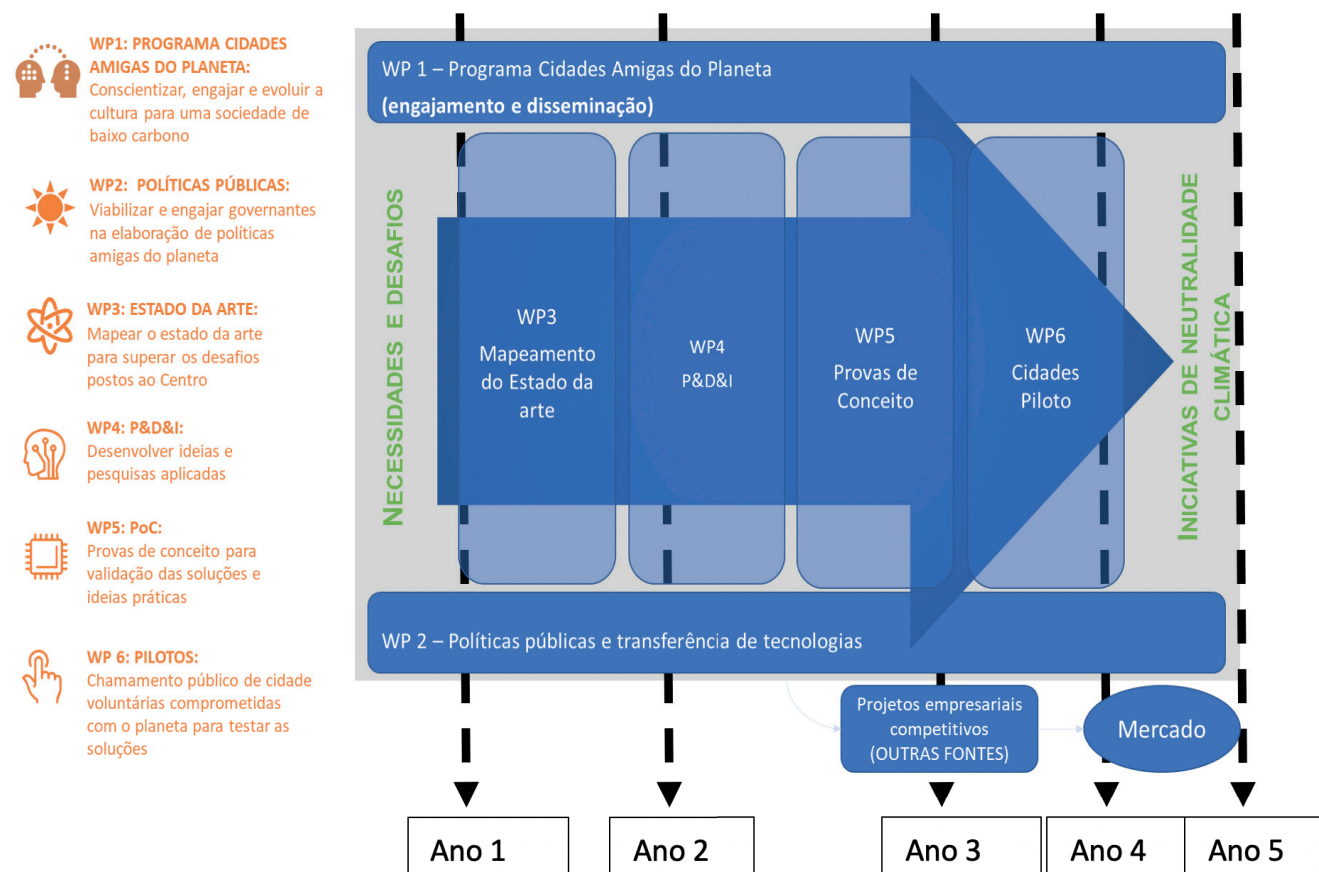 WP1: PROGRAMA CIDADES
AMIGAS DO PLANETA:
Conscientizar, engajar e evoluir a
cultura para uma sociedade de
baixo carbono
WP2: POLÍTICAS PÚBLICAS:
Viabilizar e engajar governantes
na elaboração de políticas
amigas do planeta
WP3: ESTADO DA ARTE:
Mapear o estado da arte
para superar os desafios
postos ao Centro
WP4: P&D&I:
Desenvolver ideias e
pesquisas aplicadas
WP5: PoC:
Provas de conceito para
validação das soluções e
ideias práticas
WP 6: PILOTOS:
Chamamento público de cidade
voluntárias comprometidas
com o planeta para testar as
soluções
WP 1 – Programa Cidades Amigas do Planeta
(engajamento e disseminação)
NECESSIDADES E DESAFIOS
WP3
Mapeamento
do Estado da
arte
WP4
P&D&I
WP5
Provas de
Conceito
WP6
Cidades
Piloto
INICIATIVAS DE NEUTRALIDADE
CLIMÁTICA
WP 2 – Políticas públicas e transferência de tecnologias
Projetos empresariais
competitivos
(OUTRAS FONTES)
Mercado
Ano 1
Ano 2
Ano 3
Ano 4
Ano 5